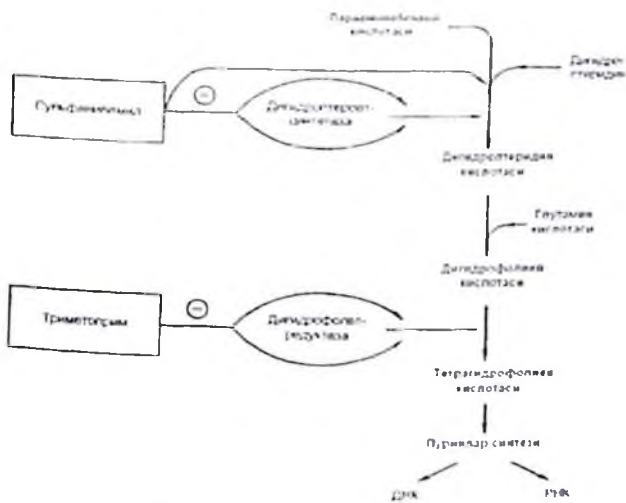 Парааминобензой
кислотаси
Дигидро-
птеридин
Сульфаниламид
Дигидроптероат-
синтетаза
Дигидроптеридин
кислотаси
Глутамин
кислотаси
Дигидрофолиев
кислотаси
Триметоприм
Дигидрофолат-
редуктаза
Тетрагидрофолиев
кислотаси
Пуринлар синтези
ДНК
РНК